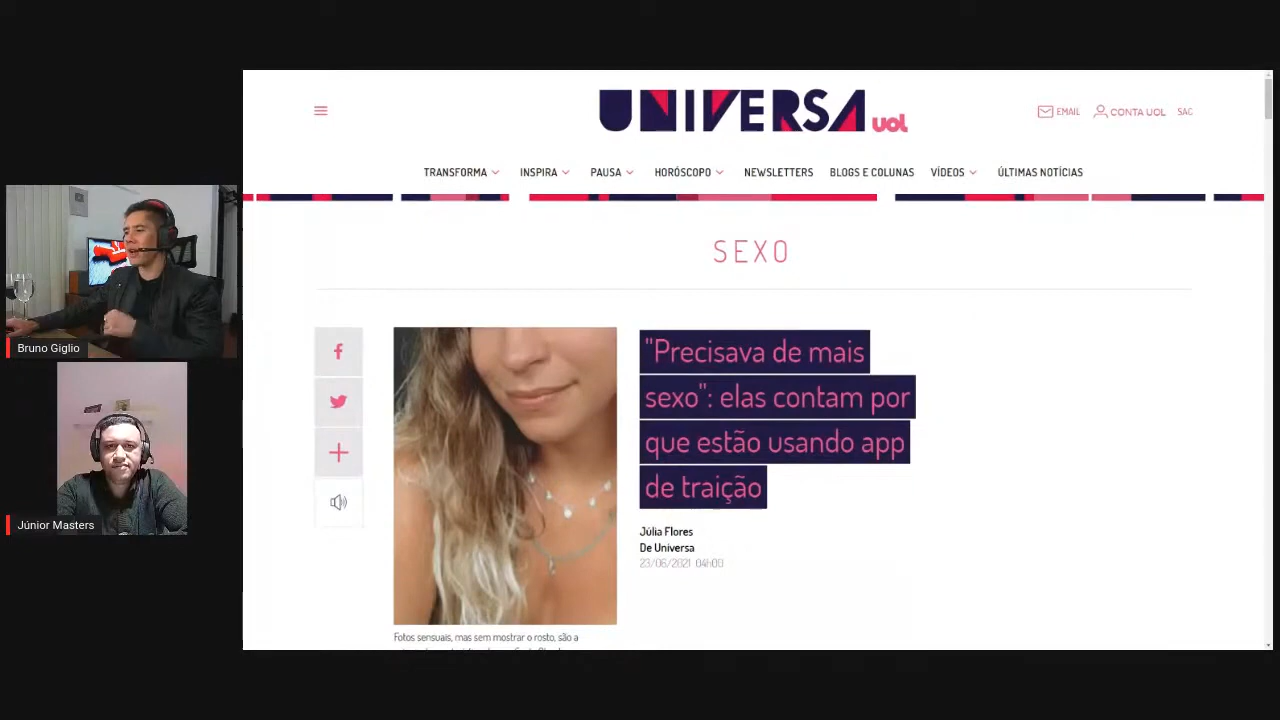 UNIVERSA uol
EMAIL
CONTA UOL
SAC
TRANSFORMA
INSPIRA
PAUSA
HORÓSCOPO
NEWSLETTERS
BLOGS E COLUNAS
VÍDEOS
ÚLTIMAS NOTÍCIAS
SEXO
Bruno Giglio
Júnior Masters
"Precisava de mais
sexo": elas contam por
que estão usando app
de traição
Júlia Flores
De Universa
23/06/2021 04h00
Fotos sensuais, mas sem mostrar o rosto, são a